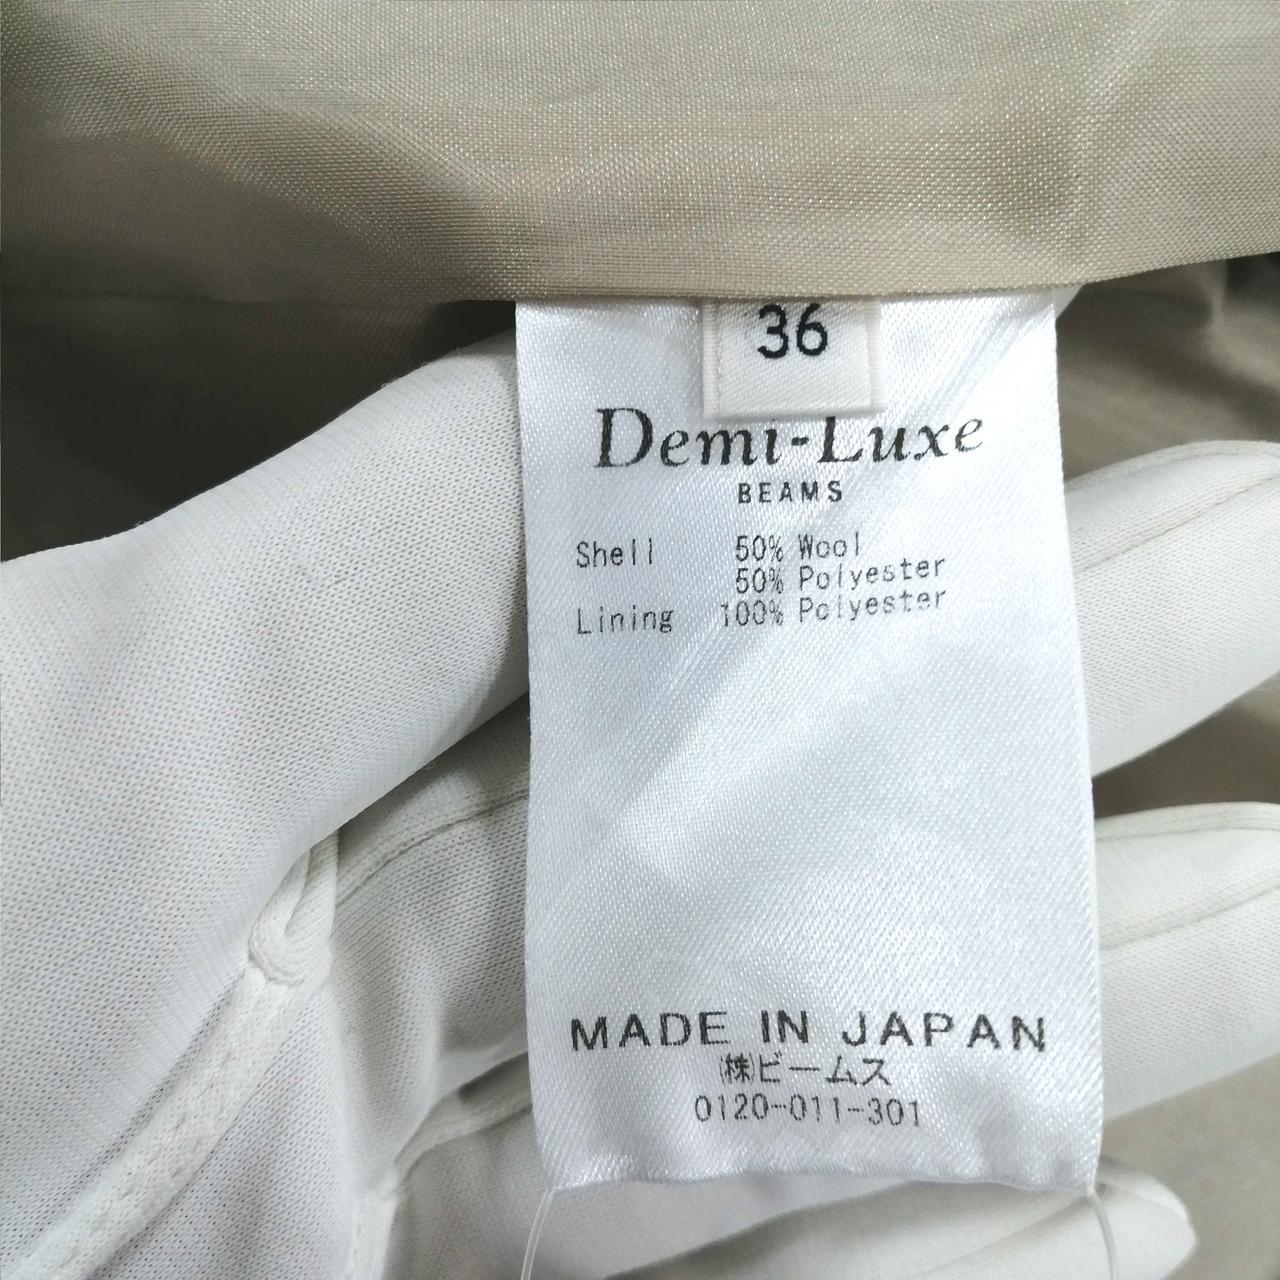 36
Demi-Luxe
BEAMS
Shell 50% Wool
50% Polyester
Lining 100% Polyester
MADE IN JAPAN
㈱ビームス
0120-011-301